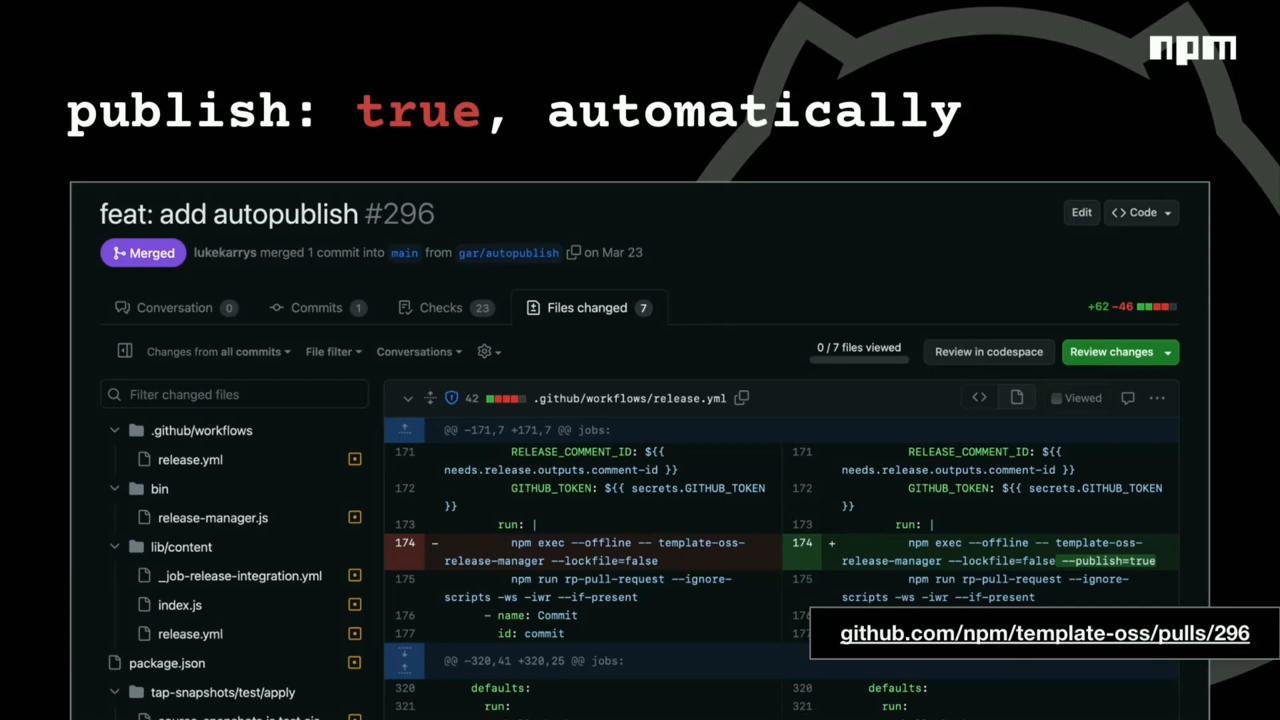 npm
publish: true, automatically
feat: add autopublish #296
Edit
<> Code
Merged
lukekarrys merged 1 commit into main from gar/autopublish on Mar 23
Conversation 0
Commits 1
Checks 23
Files changed 7
+62 −46
Changes from all commits
File filter
Conversations
0 / 7 files viewed
Review in codespace
Review changes
Filter changed files
.github/workflows
release.yml
bin
release-manager.js
lib/content
_job-release-integration.yml
index.js
release.yml
package.json
tap-snapshots/test/apply
42 .github/workflows/release.yml
Viewed
@@ -171,7 +171,7 @@ jobs:
171 RELEASE_COMMENT_ID: ${{
needs.release.outputs.comment-id }}
172 GITHUB_TOKEN: ${{ secrets.GITHUB_TOKEN
}}
173 run: |
174 - npm exec --offline -- template-oss-
release-manager --lockfile=false
175 npm run rp-pull-request --ignore-
scripts -ws -iwr --if-present
176 - name: Commit
177 id: commit
@@ -320,41 +320,25 @@ jobs:
320 defaults:
321 run:
171 RELEASE_COMMENT_ID: ${{
needs.release.outputs.comment-id }}
172 GITHUB_TOKEN: ${{ secrets.GITHUB_TOKEN
}}
173 run: |
174 + npm exec --offline -- template-oss-
release-manager --lockfile=false --publish=true
175 npm run rp-pull-request --ignore-
scripts -ws -iwr --if-present
320 defaults:
321 run:
github.com/npm/template-oss/pulls/296